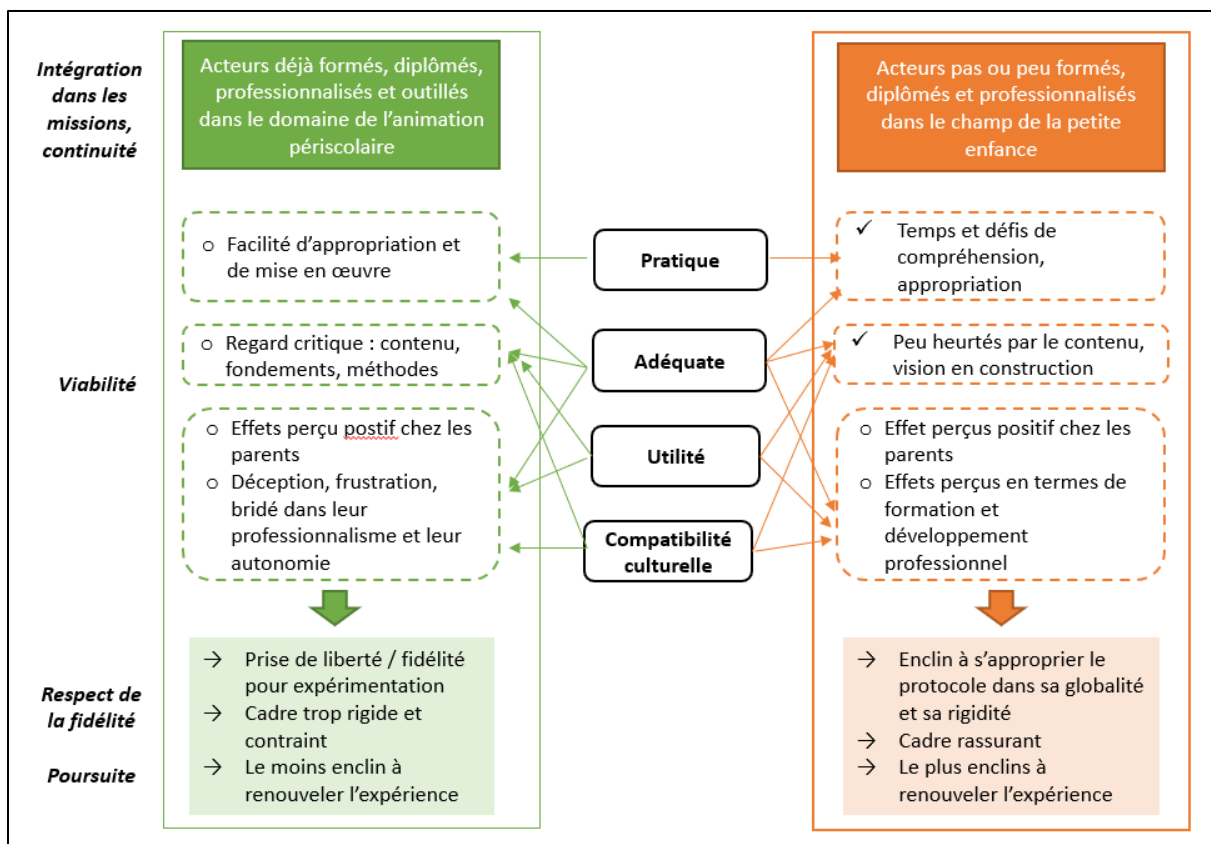 Intégration
dans les
missions,
continuité
Acteurs déjà formés, diplômés,
professionnalisés et outillés
dans le domaine de l'animation
périscolaire
Acteurs pas ou peu formés,
diplômés et professionnalisés
dans le champ de la petite
enfance
Viabilité
o Facilité d'appropriation et
de mise en œuvre
o Regard critique : contenu,
fondements, méthodes
o Effets perçu postif chez les
parents
o Déception, frustration,
bridé dans leur
professionnalisme et leur
autonomie
Pratique
Adéquate
Utilité
Compatibilité
culturelle
✓ Temps et défis de
compréhension,
appropriation
✓ Peu heurtés par le contenu,
vision en construction
o Effet perçus positif chez les
parents
o Effets perçus en termes de
formation et
développement
professionnel
Respect de
la fidélité
Poursuite
→ Prise de liberté / fidélité
pour expérimentation
→ Cadre trop rigide et
contraint
→ Le moins enclin à
renouveler l'expérience
→ Enclin à s'approprier le
protocole dans sa globalité
et sa rigidité
→ Cadre rassurant
→ Le plus enclins à
renouveler l'expérience